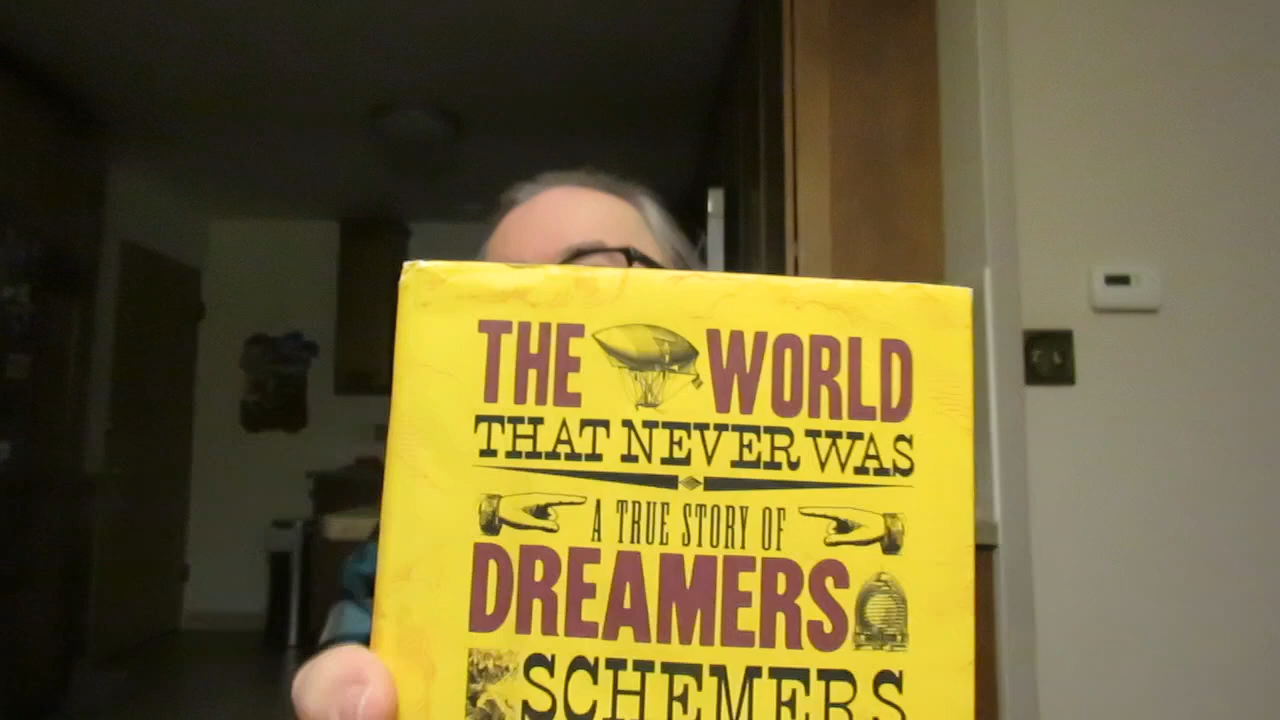 THE WORLD
THAT NEVER WAS
A TRUE STORY OF
DREAMERS
SCHEMERS